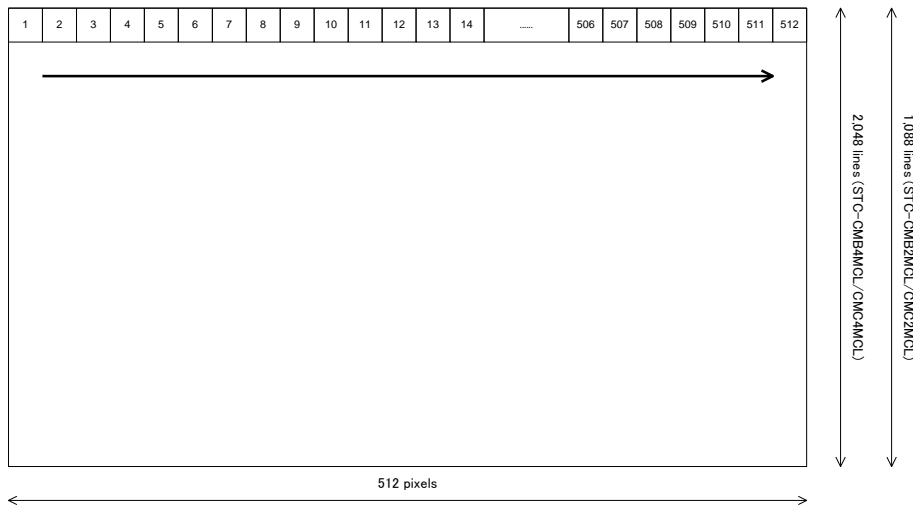 1 2 3 4 5 6 7 8 9 10 11 12 13 14 ...... 506 507 508 509 510 511 512
2,048 lines (STC-CMB4MCL/CMC4MCL)
1,088 lines (STC-CMB2MCL/CMC2MCL)
512 pixels